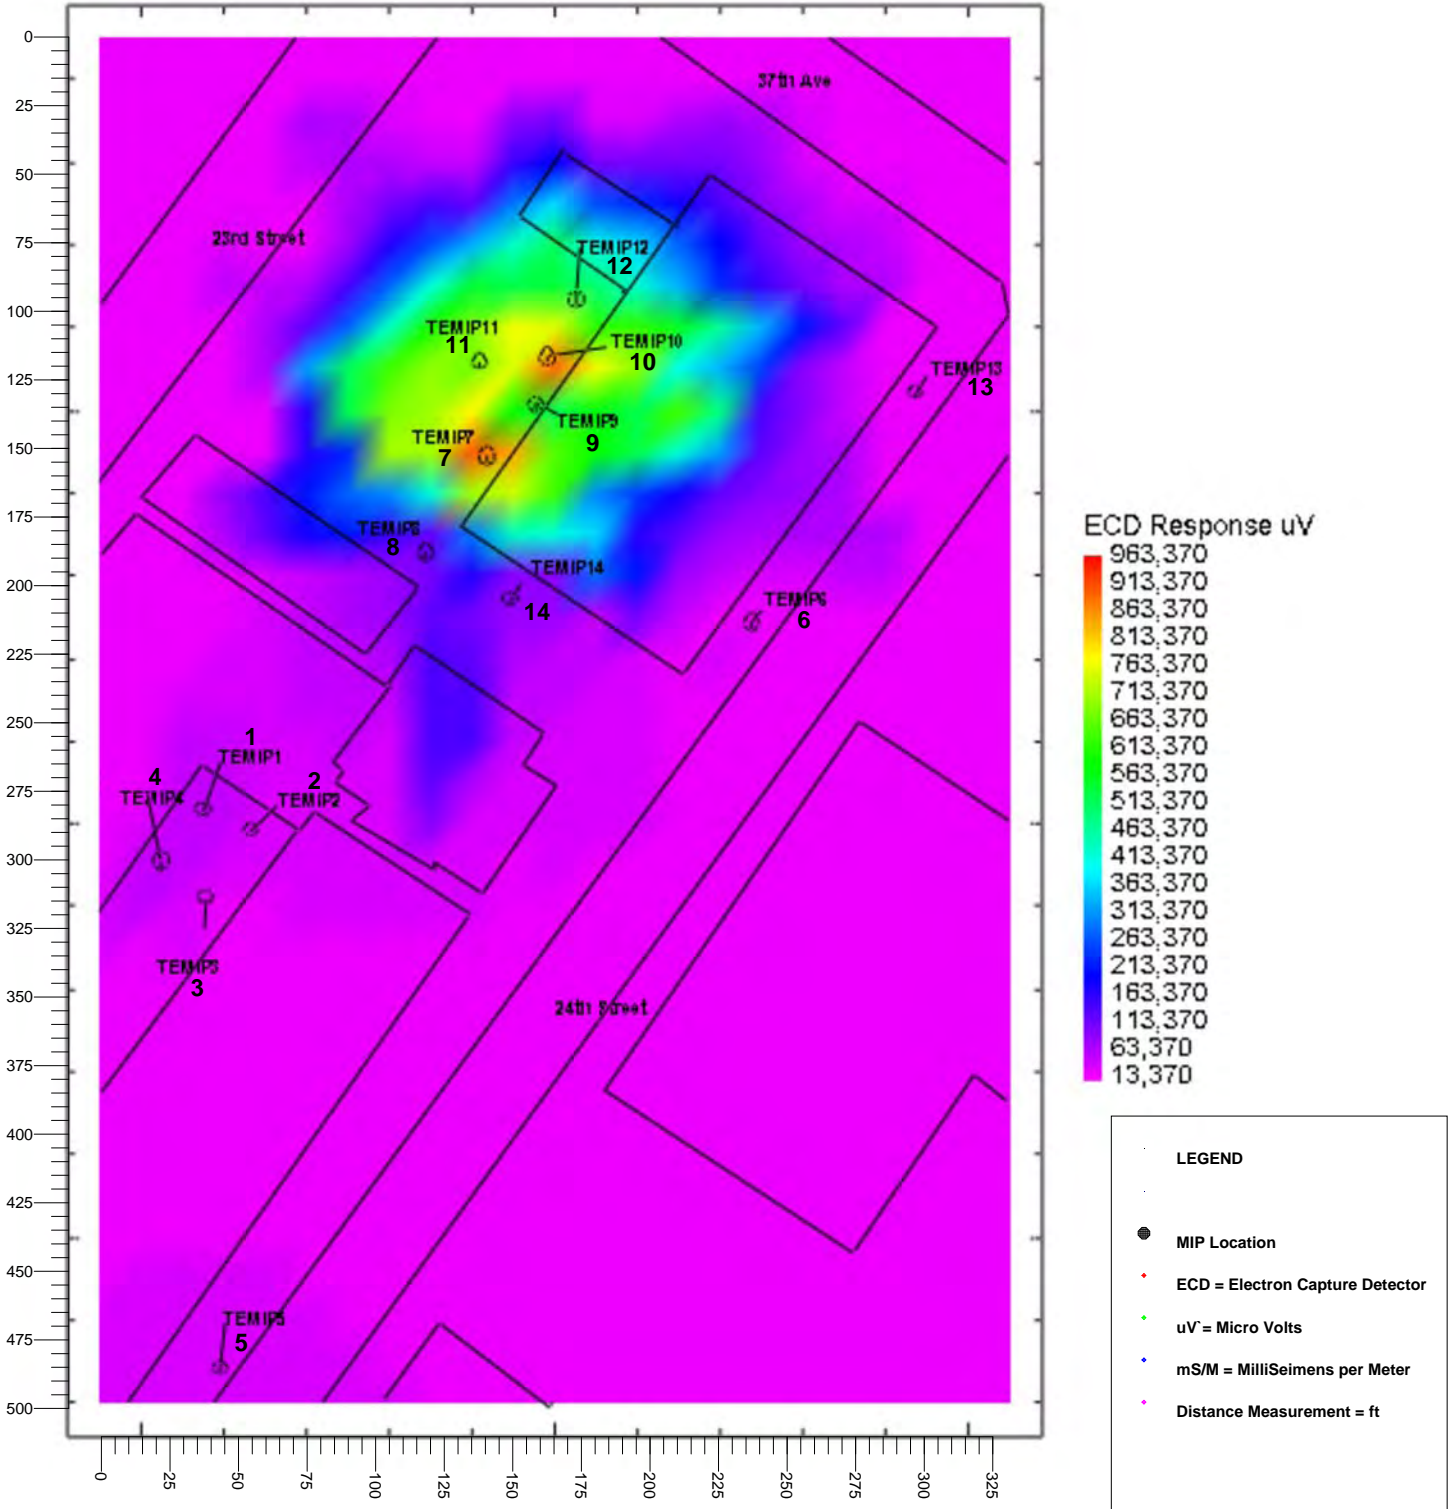 0
25
50
75
100
125
150
175
200
225
250
275
300
325
350
375
400
425
450
475
500
37th Ave
23rd Street
TEMIP12
12
TEMIP11
11
TEMIP10
10
TEMIP13
13
TEMIP9
9
TEMIP7
7
TEMIP8
8
TEMIP14
14
TEMIP6
6
1
TEMIP1
2
TEMIP2
4
TEMIP4
TEMIP3
3
24th Street
TEMIP5
5
0
25
50
75
100
125
150
175
200
225
250
275
300
325
ECD Response uV
963,370
913,370
863,370
813,370
763,370
713,370
663,370
613,370
563,370
513,370
463,370
413,370
363,370
313,370
263,370
213,370
163,370
113,370
63,370
13,370
LEGEND
MIP Location
ECD = Electron Capture Detector
uV`= Micro Volts
mS/M = MilliSeimens per Meter
Distance Measurement = ft